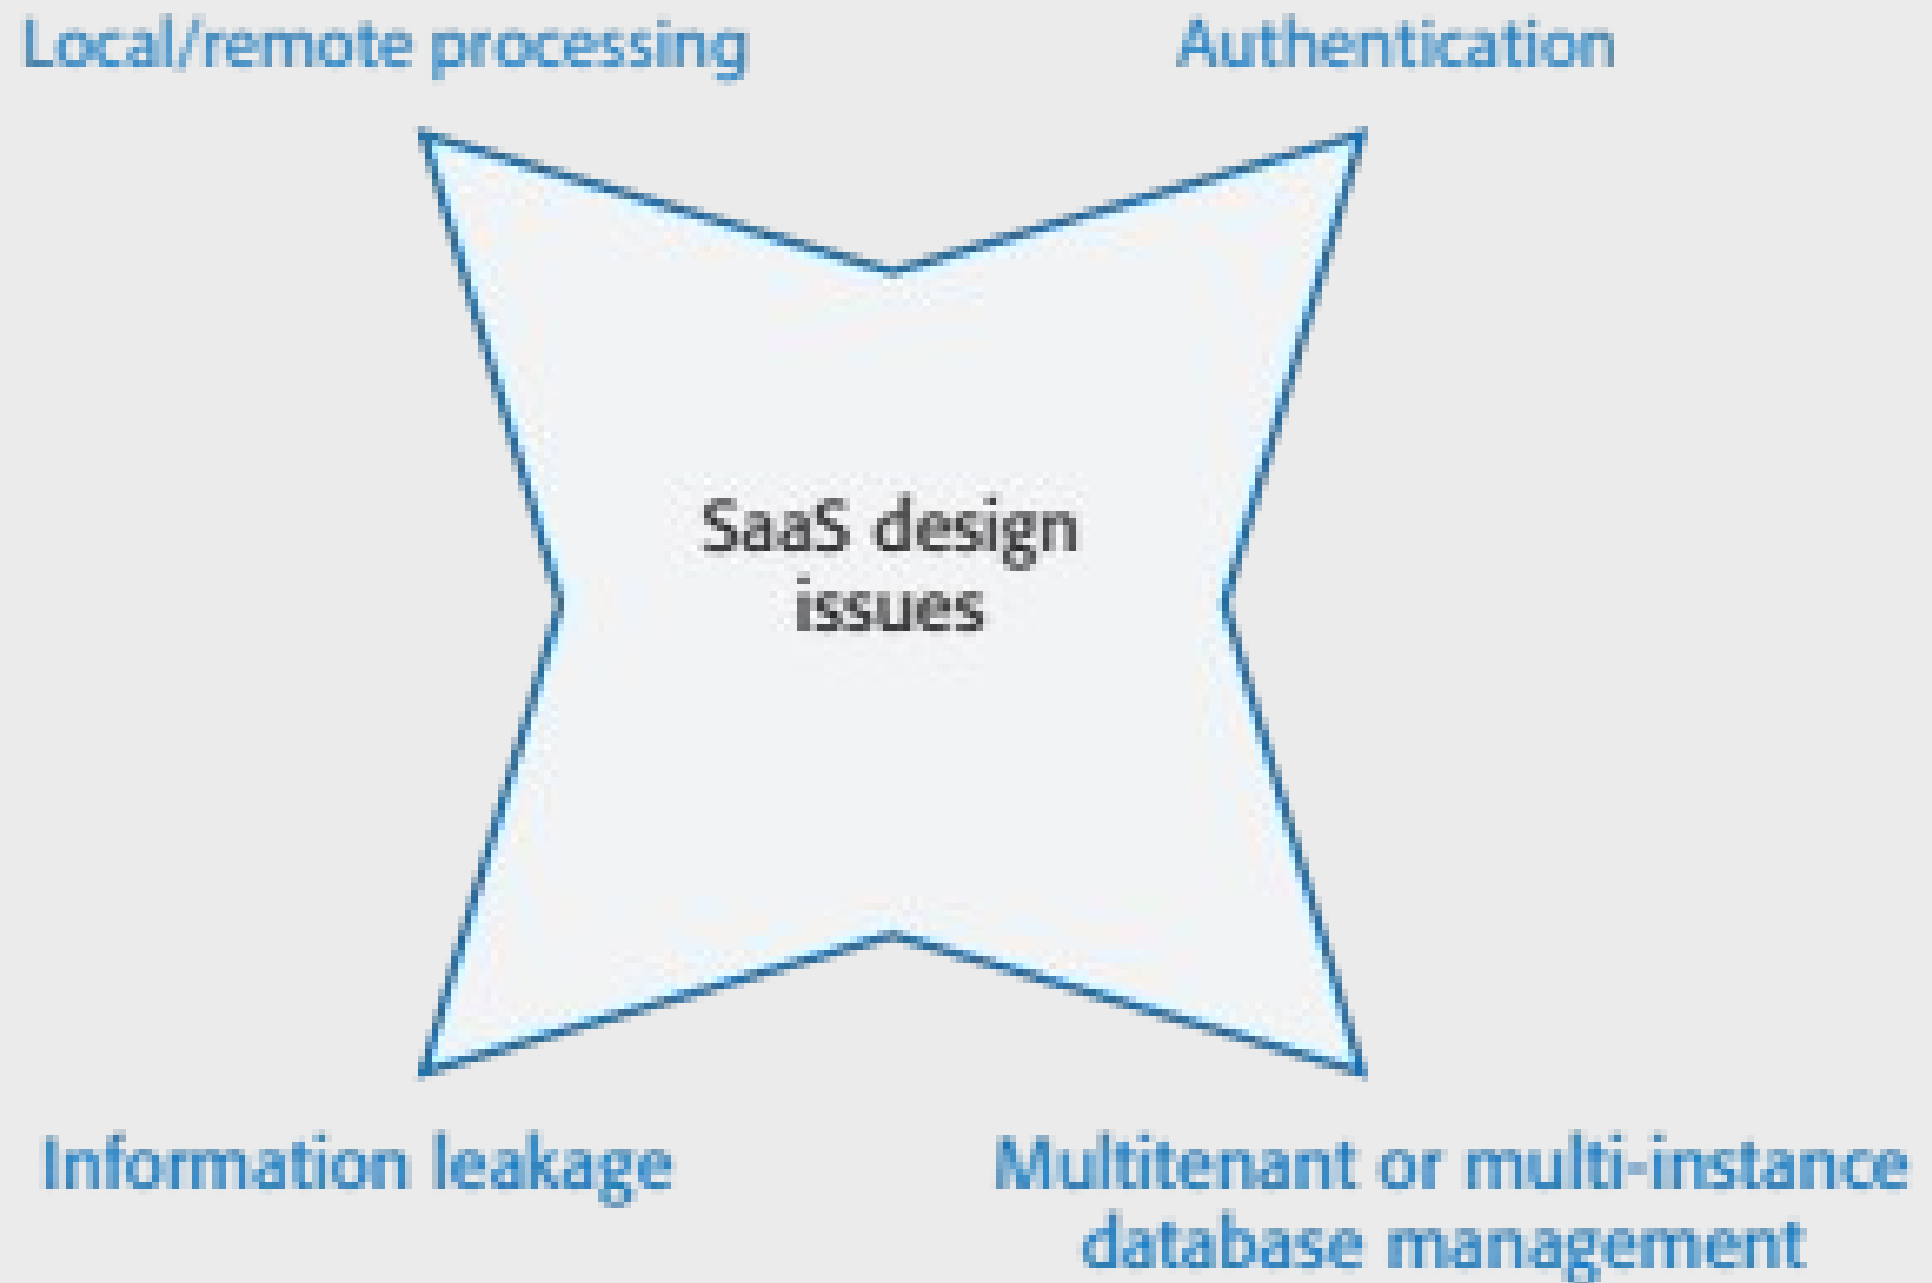 Local/remote processing
Authentication
SaaS design
issues
Information leakage
Multitenant or multi-instance
database management